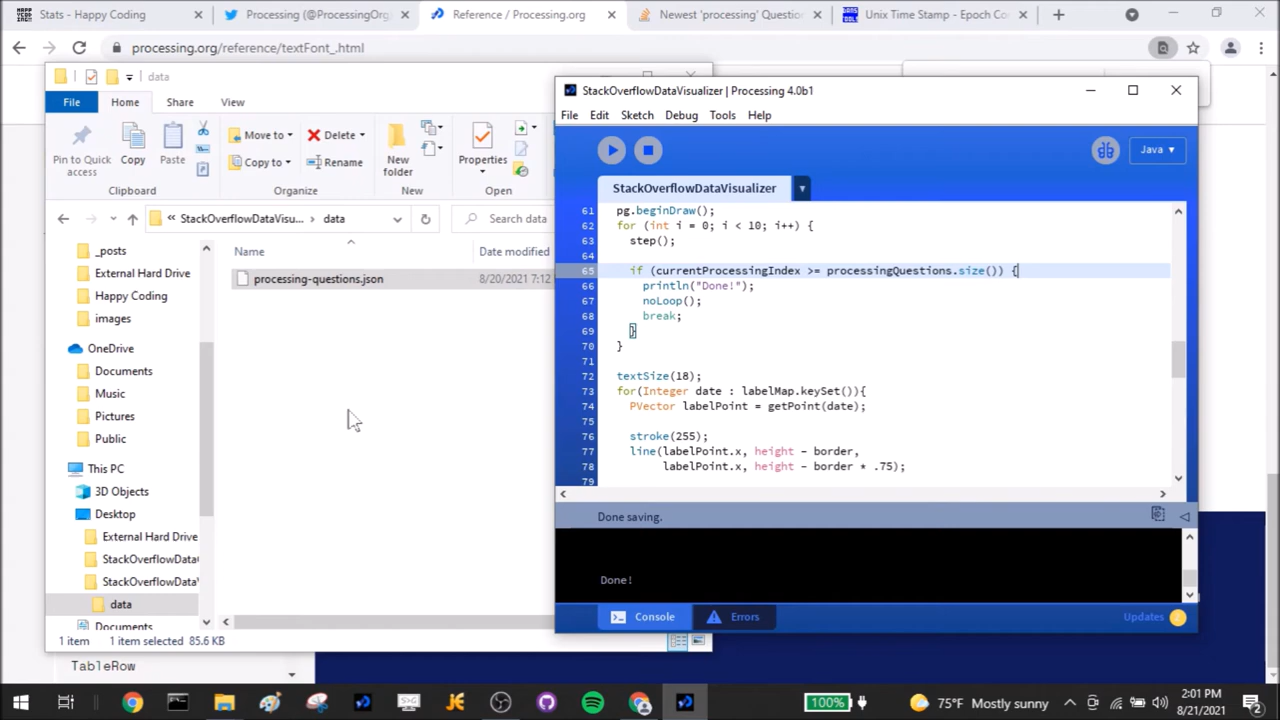 Stats - Happy Coding
Processing (@ProcessingOrg
Reference / Processing.org
Newest 'processing' Question
Unix Time Stamp - Epoch Con
processing.org/reference/textFont_.html
data
File
Home
Share
View
Pin to Quick access
Copy
Paste
Move to
Copy to
Delete
Rename
New folder
Properties
Clipboard
Organize
New
Open
« StackOverflowDataVisu... › data
Search data
Name
Date modified
processing-questions.json
8/20/2021 7:12
_posts
External Hard Drive
Happy Coding
images
OneDrive
Documents
Music
Pictures
Public
This PC
3D Objects
Desktop
External Hard Drive
StackOverflowData
StackOverflowData
data
Documents
1 item
1 item selected 85.6 KB
TableRow
StackOverflowDataVisualizer | Processing 4.0b1
File Edit Sketch Debug Tools Help
Java
StackOverflowDataVisualizer
61 pg.beginDraw();
62 for (int i = 0; i < 10; i++) {
63 step();
64
65 if (currentProcessingIndex >= processingQuestions.size()) {
66 println("Done!");
67 noLoop();
68 break;
69 }
70 }
71
72 textSize(18);
73 for(Integer date : labelMap.keySet()){
74 PVector labelPoint = getPoint(date);
75
76 stroke(255);
77 line(labelPoint.x, height - border,
78 labelPoint.x, height - border * .75);
79
Done saving.
Done!
Console
Errors
Updates 2
100%
75°F Mostly sunny
2:01 PM
8/21/2021
2